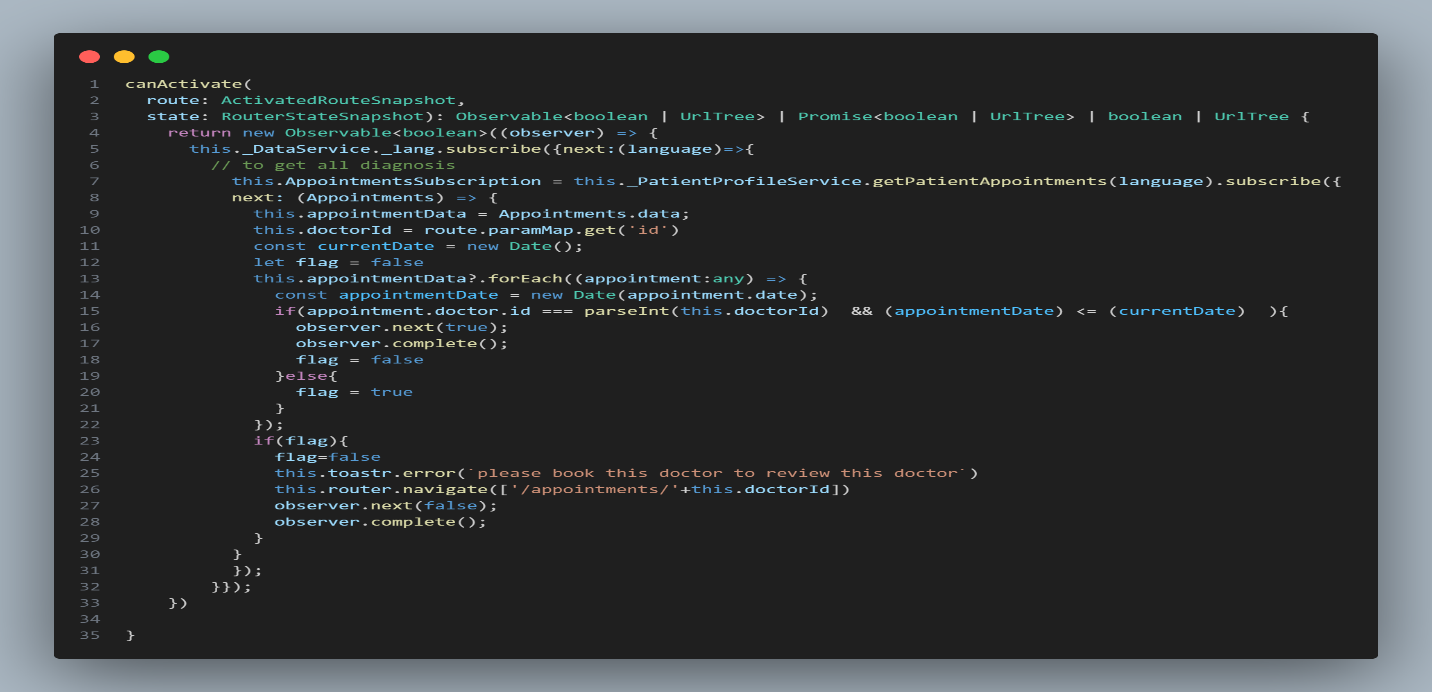 1 canActivate(
2 route: ActivatedRouteSnapshot,
3 state: RouterStateSnapshot): Observable<boolean | UrlTree> | Promise<boolean | UrlTree> | boolean | UrlTree {
4 return new Observable<boolean>((observer) => {
5 this._DataService._lang.subscribe({next:(language)=>{
6 // to get all diagnosis
7 this.AppointmentsSubscription = this._PatientProfileService.getPatientAppointments(language).subscribe({
8 next: (Appointments) => {
9 this.appointmentData = Appointments.data;
10 this.doctorId = route.paramMap.get('id')
11 const currentDate = new Date();
12 let flag = false
13 this.appointmentData?.forEach((appointment:any) => {
14 const appointmentDate = new Date(appointment.date);
15 if(appointment.doctor.id === parseInt(this.doctorId)  && (appointmentDate) <= (currentDate)  ){
16 observer.next(true);
17 observer.complete();
18 flag = false
19 }else{
20 flag = true
21 }
22 });
23 if(flag){
24 flag=false
25 this.toastr.error(`please book this doctor to review this doctor`)
26 this.router.navigate(['/appointments/'+this.doctorId])
27 observer.next(false);
28 observer.complete();
29 }
30 }
31 });
32 }});
33 })
34
35 }